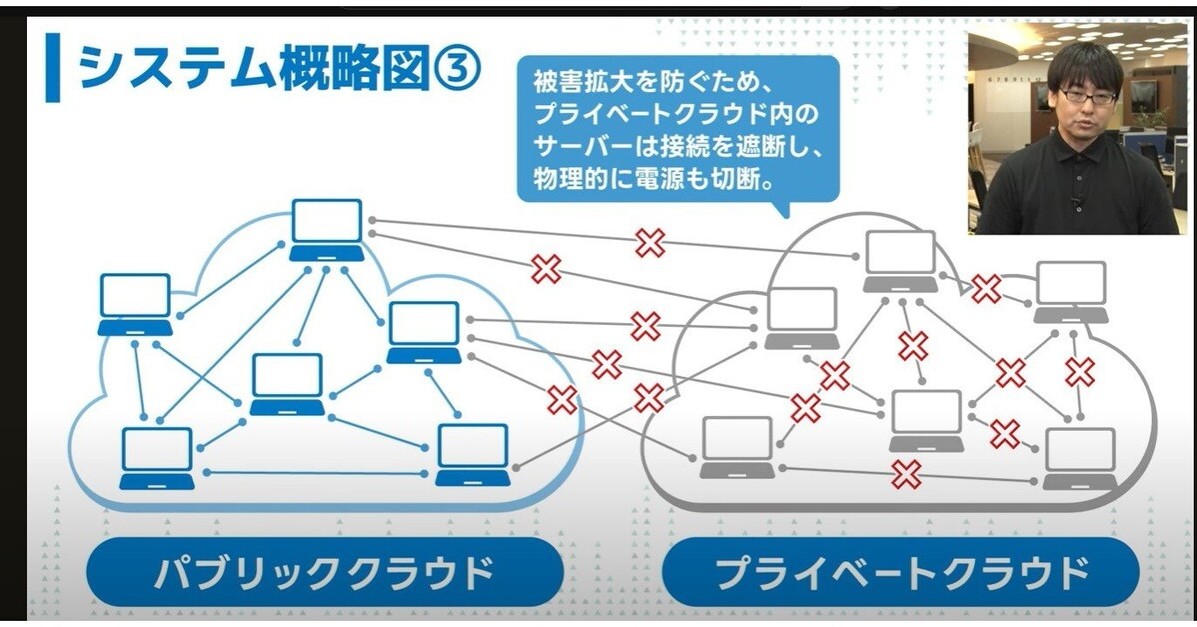 システム概略図③
被害拡大を防ぐため、
プライベートクラウド内の
サーバーは接続を遮断し、
物理的に電源も切断。
パブリッククラウド
プライベートクラウド